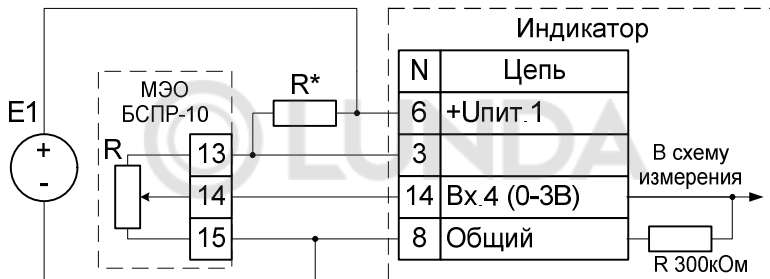 Индикатор
N Цепь
6 +Uпит.1
3
14 Вх.4 (0-3В)
8 Общий
МЭО
БСПР-10
R*
E1
+
-
R
13
14
15
В схему
измерения
R 300кОм
© LUNDA